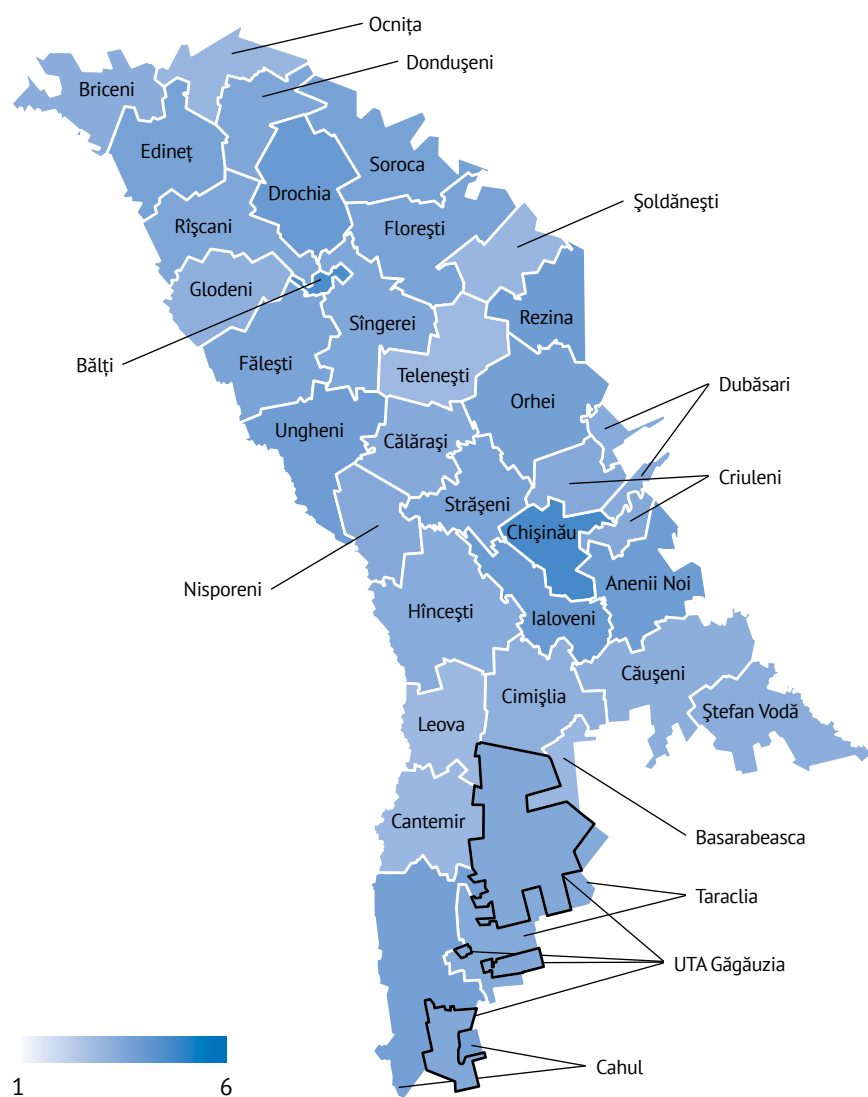 Ocnița
Dondușeni
Briceni
Edineț
Soroca
Drochia
Șoldănești
Rîșcani
Florești
Glodeni
Rezina
Sîngerei
Bălți
Fălești
Telenești
Dubăsari
Orhei
Ungheni
Călărași
Criuleni
Strășeni
Chișinău
Nisporeni
Anenii Noi
Hîncești
Ialoveni
Căușeni
Cimișlia
Ștefan Vodă
Leova
Cantemir
Basarabeasca
Taraclia
UTA Găgăuzia
Cahul
1
6